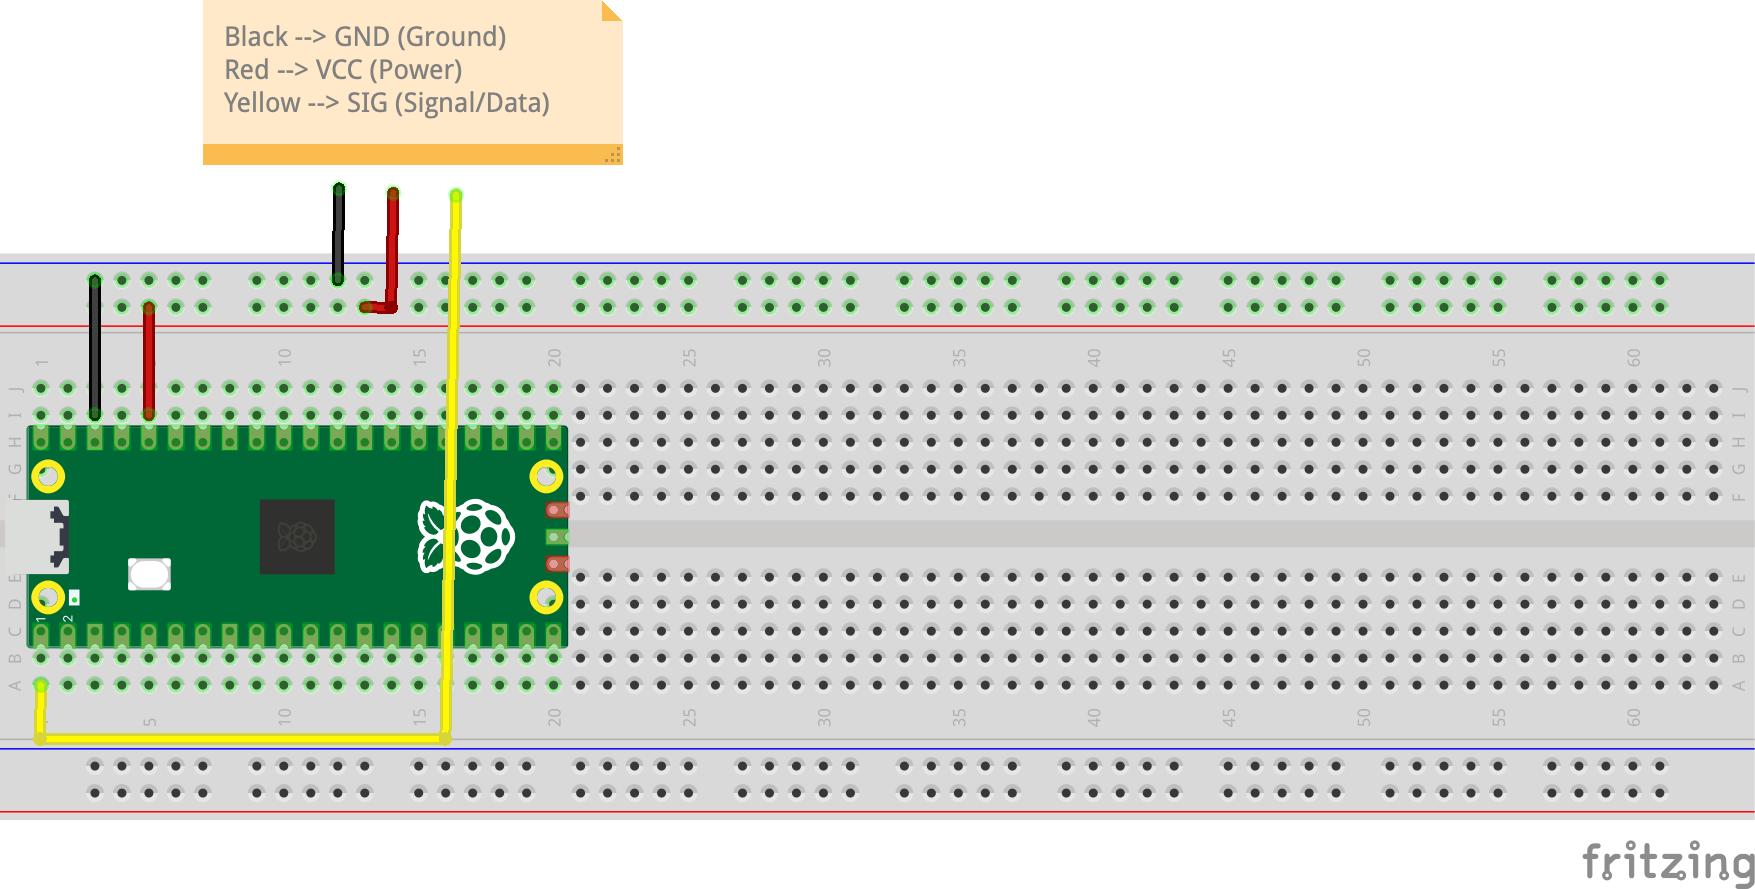 Black --> GND (Ground)
Red --> VCC (Power)
Yellow --> SIG (Signal/Data)
1 10 15 20 25 30 35 40 45 50 55 60
J J
I I
H H
G G
F F
E E
D D
1 2
C C
B B
A A
5 10 15 20 25 30 35 40 45 50 55 60
fritzing